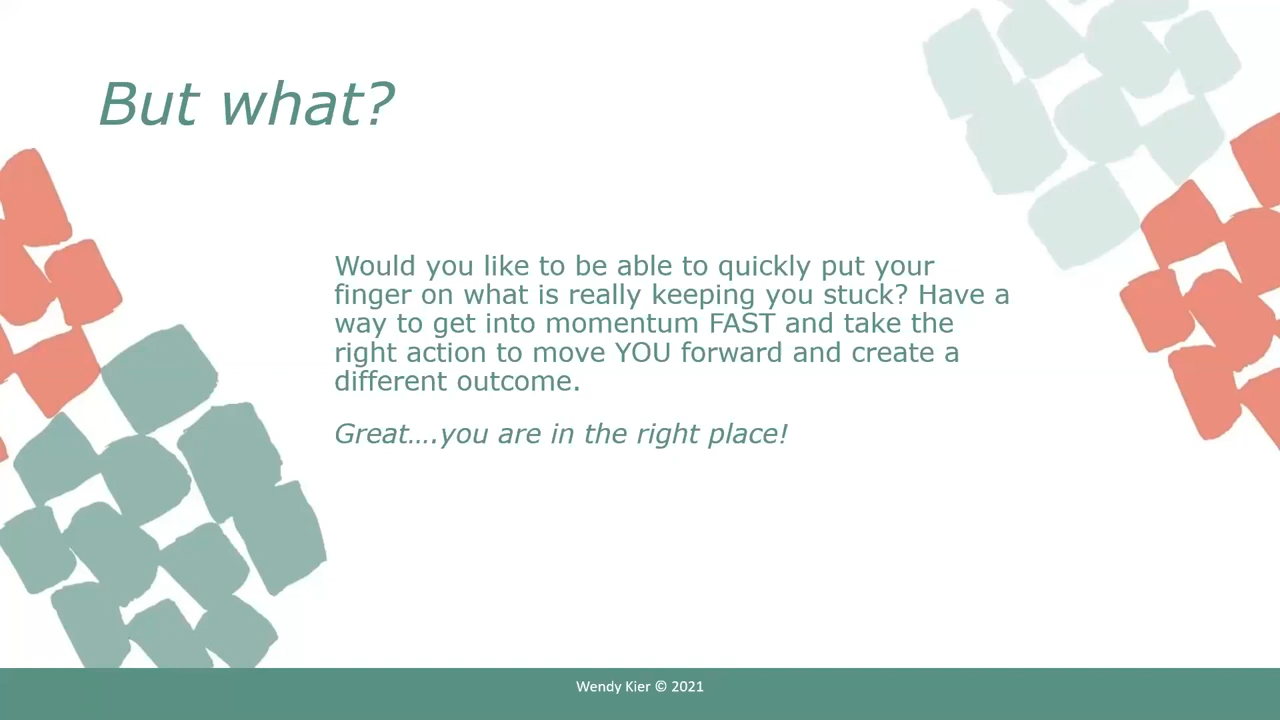 But what?
Would you like to be able to quickly put your
finger on what is really keeping you stuck? Have a
way to get into momentum FAST and take the
right action to move YOU forward and create a
different outcome.
Great….you are in the right place!
Wendy Kier © 2021